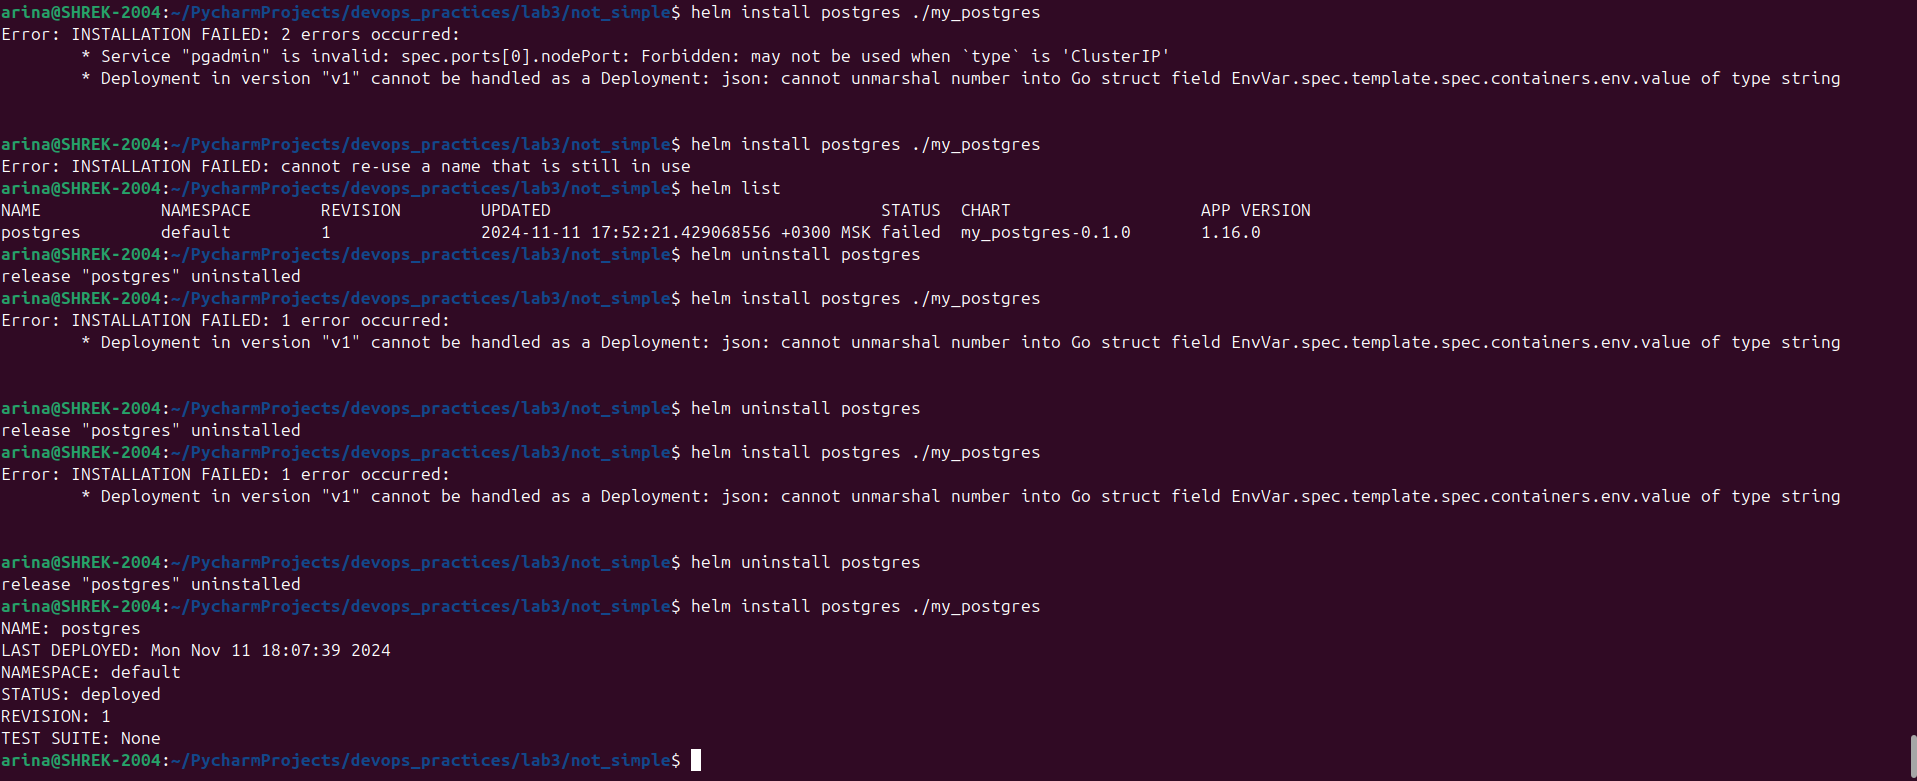 arina@SHREK-2004:~/PycharmProjects/devops_practices/lab3/not_simple$ helm install postgres ./my_postgres
Error: INSTALLATION FAILED: 2 errors occurred:
        * Service "pgadmin" is invalid: spec.ports[0].nodePort: Forbidden: may not be used when `type` is 'ClusterIP'
        * Deployment in version "v1" cannot be handled as a Deployment: json: cannot unmarshal number into Go struct field EnvVar.spec.template.spec.containers.env.value of type string
arina@SHREK-2004:~/PycharmProjects/devops_practices/lab3/not_simple$ helm install postgres ./my_postgres
Error: INSTALLATION FAILED: cannot re-use a name that is still in use
arina@SHREK-2004:~/PycharmProjects/devops_practices/lab3/not_simple$ helm list
NAME            NAMESPACE       REVISION        UPDATED                                 STATUS  CHART                   APP VERSION
postgres        default         1               2024-11-11 17:52:21.429068556 +0300 MSK failed  my_postgres-0.1.0       1.16.0
arina@SHREK-2004:~/PycharmProjects/devops_practices/lab3/not_simple$ helm uninstall postgres
release "postgres" uninstalled
arina@SHREK-2004:~/PycharmProjects/devops_practices/lab3/not_simple$ helm install postgres ./my_postgres
Error: INSTALLATION FAILED: 1 error occurred:
        * Deployment in version "v1" cannot be handled as a Deployment: json: cannot unmarshal number into Go struct field EnvVar.spec.template.spec.containers.env.value of type string
arina@SHREK-2004:~/PycharmProjects/devops_practices/lab3/not_simple$ helm uninstall postgres
release "postgres" uninstalled
arina@SHREK-2004:~/PycharmProjects/devops_practices/lab3/not_simple$ helm install postgres ./my_postgres
Error: INSTALLATION FAILED: 1 error occurred:
        * Deployment in version "v1" cannot be handled as a Deployment: json: cannot unmarshal number into Go struct field EnvVar.spec.template.spec.containers.env.value of type string
arina@SHREK-2004:~/PycharmProjects/devops_practices/lab3/not_simple$ helm uninstall postgres
release "postgres" uninstalled
arina@SHREK-2004:~/PycharmProjects/devops_practices/lab3/not_simple$ helm install postgres ./my_postgres
NAME: postgres
LAST DEPLOYED: Mon Nov 11 18:07:39 2024
NAMESPACE: default
STATUS: deployed
REVISION: 1
TEST SUITE: None
arina@SHREK-2004:~/PycharmProjects/devops_practices/lab3/not_simple$